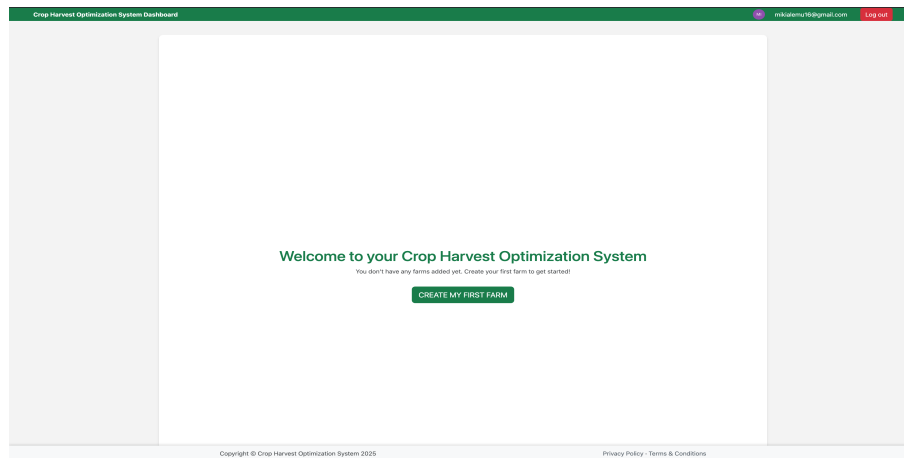 Crop Harvest Optimization System Dashboard
MI mikialemu16@gmail.com Log out
Welcome to your Crop Harvest Optimization System
You don't have any farms added yet. Create your first farm to get started!
CREATE MY FIRST FARM
Copyright © Crop Harvest Optimization System 2025
Privacy Policy · Terms & Conditions